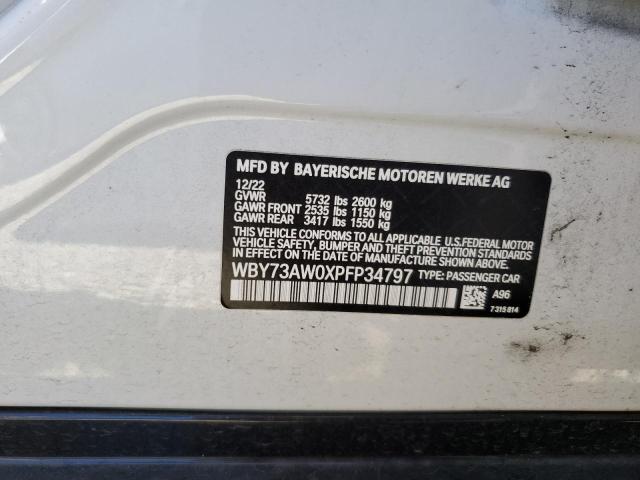 MFD BY BAYERISCHE MOTOREN WERKE AG
12/22
GVWR 5732 lbs 2600 kg
GAWR FRONT 2535 lbs 1150 kg
GAWR REAR 3417 lbs 1550 kg
THIS VEHICLE CONFORMS TO ALL APPLICABLE U.S.FEDERAL MOTOR
VEHICLE SAFETY, BUMPER AND THEFT PREVENTION STANDARDS
IN EFFECT ON THE DATE OF MANUFACTURE SHOWN ABOVE.
WBY73AW0XPFP34797 TYPE: PASSENGER CAR
A96
7315814